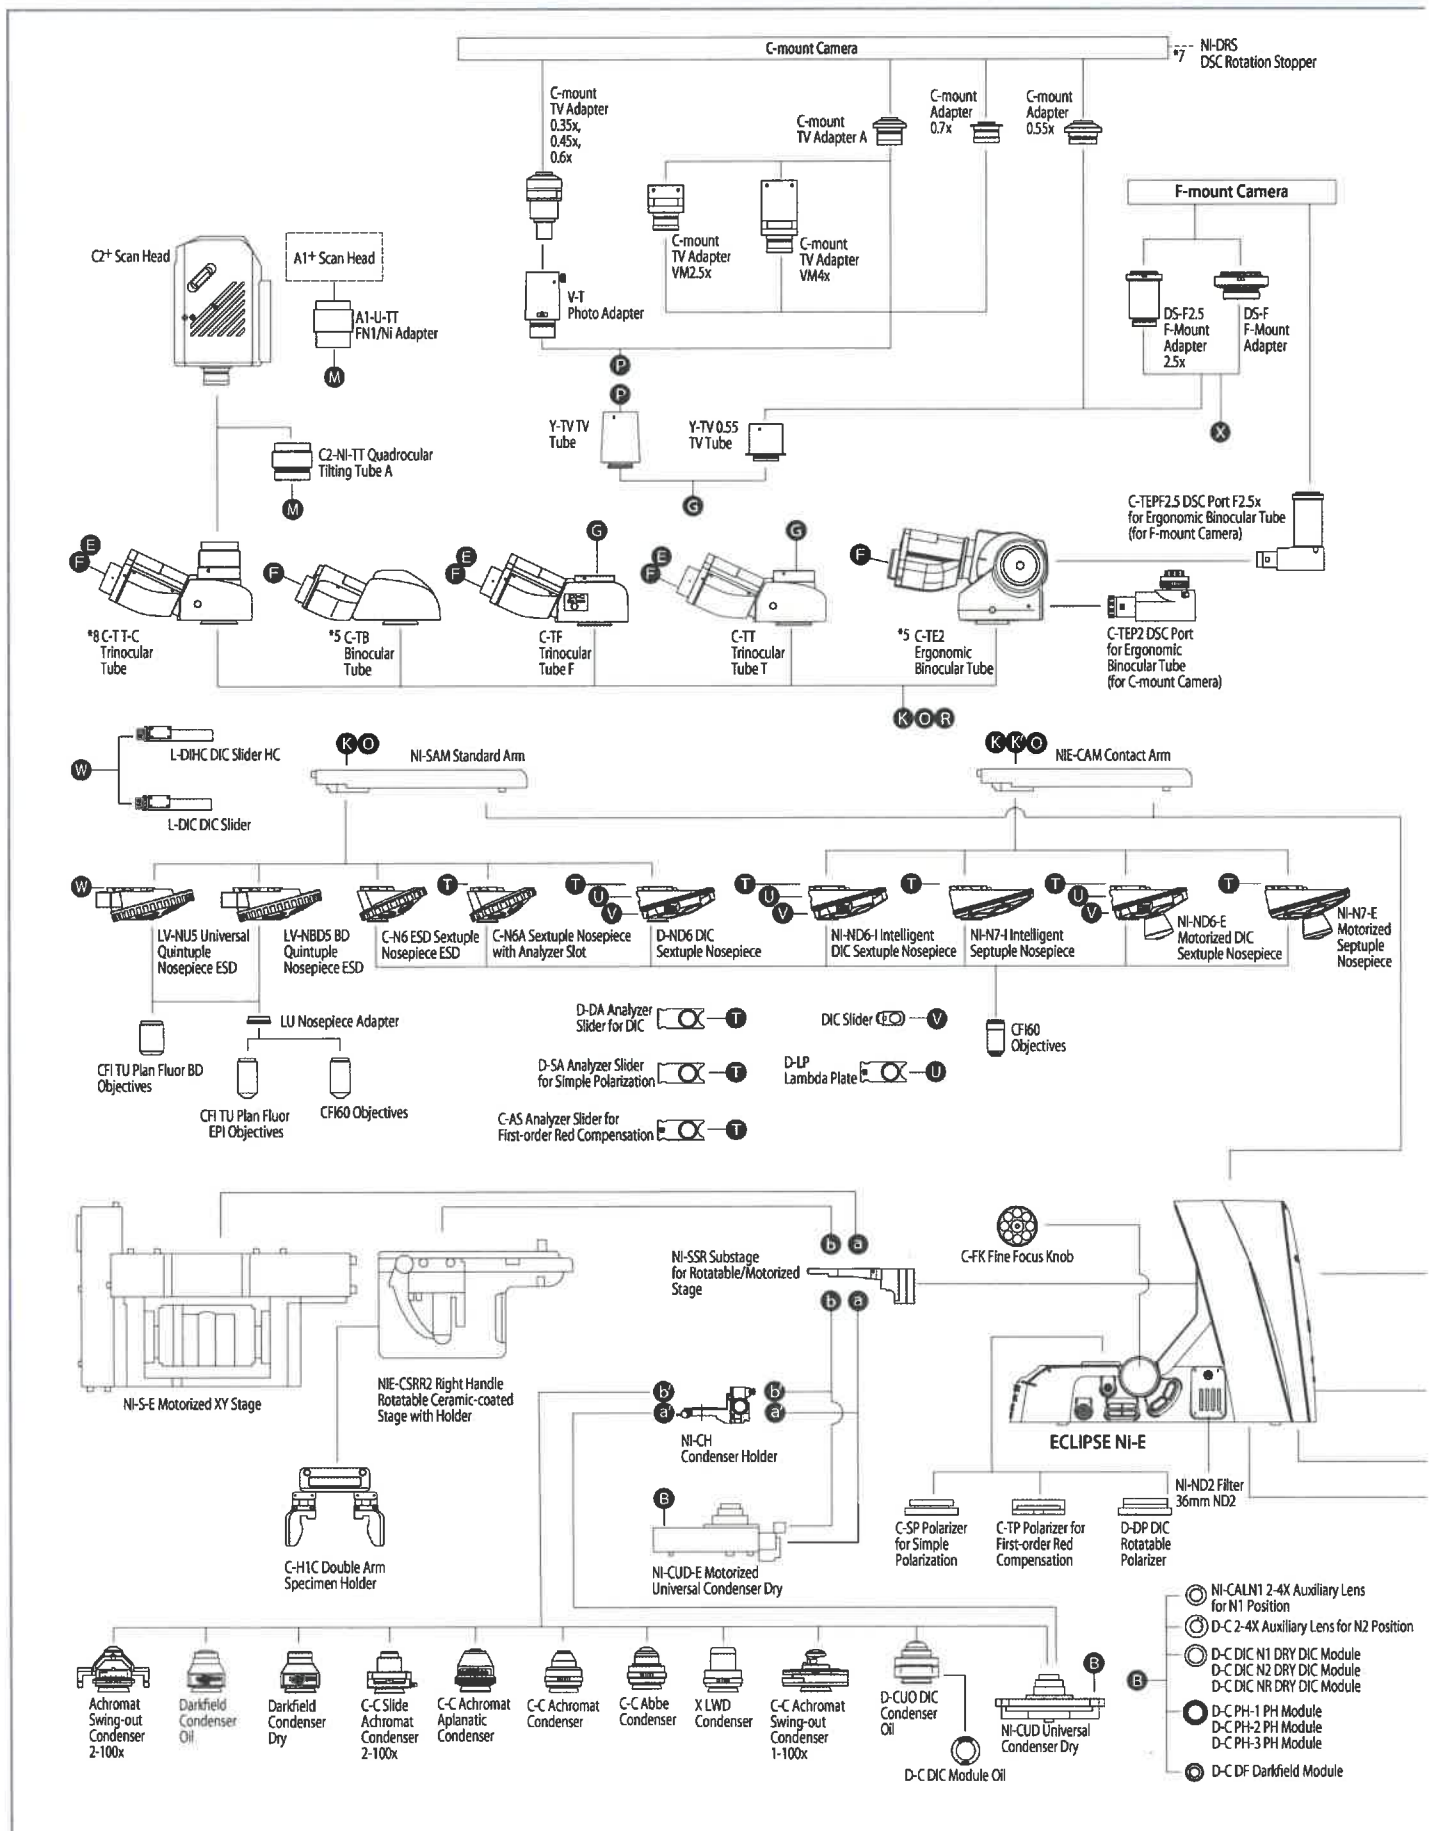 C-mount Camera
*7
NI-DRS
DSC Rotation Stopper
C-mount
TV Adapter
0.35x,
0.45x,
0.6x
C-mount
TV Adapter A
C-mount
Adapter
0.7x
C-mount
Adapter
0.55x
F-mount Camera
C2+ Scan Head
A1+ Scan Head
A1-U-TT
FN1/Ni Adapter
M
V-T
Photo Adapter
C-mount
TV Adapter
VM2.5x
C-mount
TV Adapter
VM4x
DS-F2.5
F-Mount
Adapter
2.5x
DS-F
F-Mount
Adapter
P
P
X
Y-TV TV
Tube
Y-TV 0.55
TV Tube
G
C2-NI-TT Quadrocular
Tilting Tube A
M
C-TEPF2.5 DSC Port F2.5x
for Ergonomic Binocular Tube
(for F-mount Camera)
E
F
F
E
F
G
E
F
G
F
*8 C-T T-C
Trinocular
Tube
*5 C-TB
Binocular
Tube
C-TF
Trinocular
Tube F
C-TT
Trinocular
Tube T
*5 C-TE2
Ergonomic
Binocular Tube
C-TEP2 DSC Port
for Ergonomic
Binocular Tube
(for C-mount Camera)
K O R
W
L-DIHC DIC Slider HC
L-DIC DIC Slider
K O
NI-SAM Standard Arm
K K' O
NIE-CAM Contact Arm
W
T
T
U
V
T
U
V
T
T
U
V
T
LV-NU5 Universal
Quintuple
Nosepiece ESD
LV-NBD5 BD
Quintuple
Nosepiece ESD
C-N6 ESD Sextuple
Nosepiece ESD
C-N6A Sextuple Nosepiece
with Analyzer Slot
D-ND6 DIC
Sextuple Nosepiece
NI-ND6-I Intelligent
DIC Sextuple Nosepiece
NI-N7-I Intelligent
Septuple Nosepiece
NI-ND6-E
Motorized DIC
Sextuple Nosepiece
NI-N7-E
Motorized
Septuple
Nosepiece
LU Nosepiece Adapter
CFI TU Plan Fluor BD
Objectives
CFI TU Plan Fluor
EPI Objectives
CFI60 Objectives
D-DA Analyzer
Slider for DIC
T
D-SA Analyzer Slider
for Simple Polarization
T
C-AS Analyzer Slider for
First-order Red Compensation
T
DIC Slider
V
D-LP
Lambda Plate
U
CFI60
Objectives
NI-S-E Motorized XY Stage
NIE-CSRR2 Right Handle
Rotatable Ceramic-coated
Stage with Holder
b a
NI-SSR Substage
for Rotatable/Motorized
Stage
b a
C-FK Fine Focus Knob
ECLIPSE Ni-E
b' b'
a' a'
NI-CH
Condenser Holder
C-H1C Double Arm
Specimen Holder
B
NI-CUD-E Motorized
Universal Condenser Dry
C-SP Polarizer
for Simple
Polarization
C-TP Polarizer for
First-order Red
Compensation
D-DP DIC
Rotatable
Polarizer
NI-ND2 Filter
36mm ND2
Achromat
Swing-out
Condenser
2-100x
Darkfield
Condenser
Oil
Darkfield
Condenser
Dry
C-C Slide
Achromat
Condenser
2-100x
C-C Achromat
Aplanatic
Condenser
C-C Achromat
Condenser
C-C Abbe
Condenser
X LWD
Condenser
C-C Achromat
Swing-out
Condenser
1-100x
D-CUO DIC
Condenser
Oil
D-C DIC Module Oil
B
NI-CUD Universal
Condenser Dry
B
NI-CALN1 2-4X Auxiliary Lens
for N1 Position
D-C 2-4X Auxiliary Lens for N2 Position
D-C DIC N1 DRY DIC Module
D-C DIC N2 DRY DIC Module
D-C DIC NR DRY DIC Module
D-C PH-1 PH Module
D-C PH-2 PH Module
D-C PH-3 PH Module
D-C DF Darkfield Module